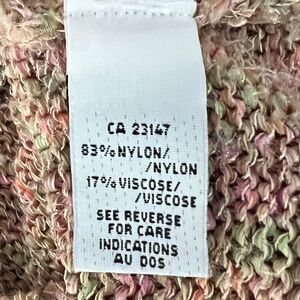 CA 23147
83% NYLON/
/NYLON
17% VISCOSE/
/VISCOSE
SEE REVERSE
FOR CARE
INDICATIONS
AU DOS